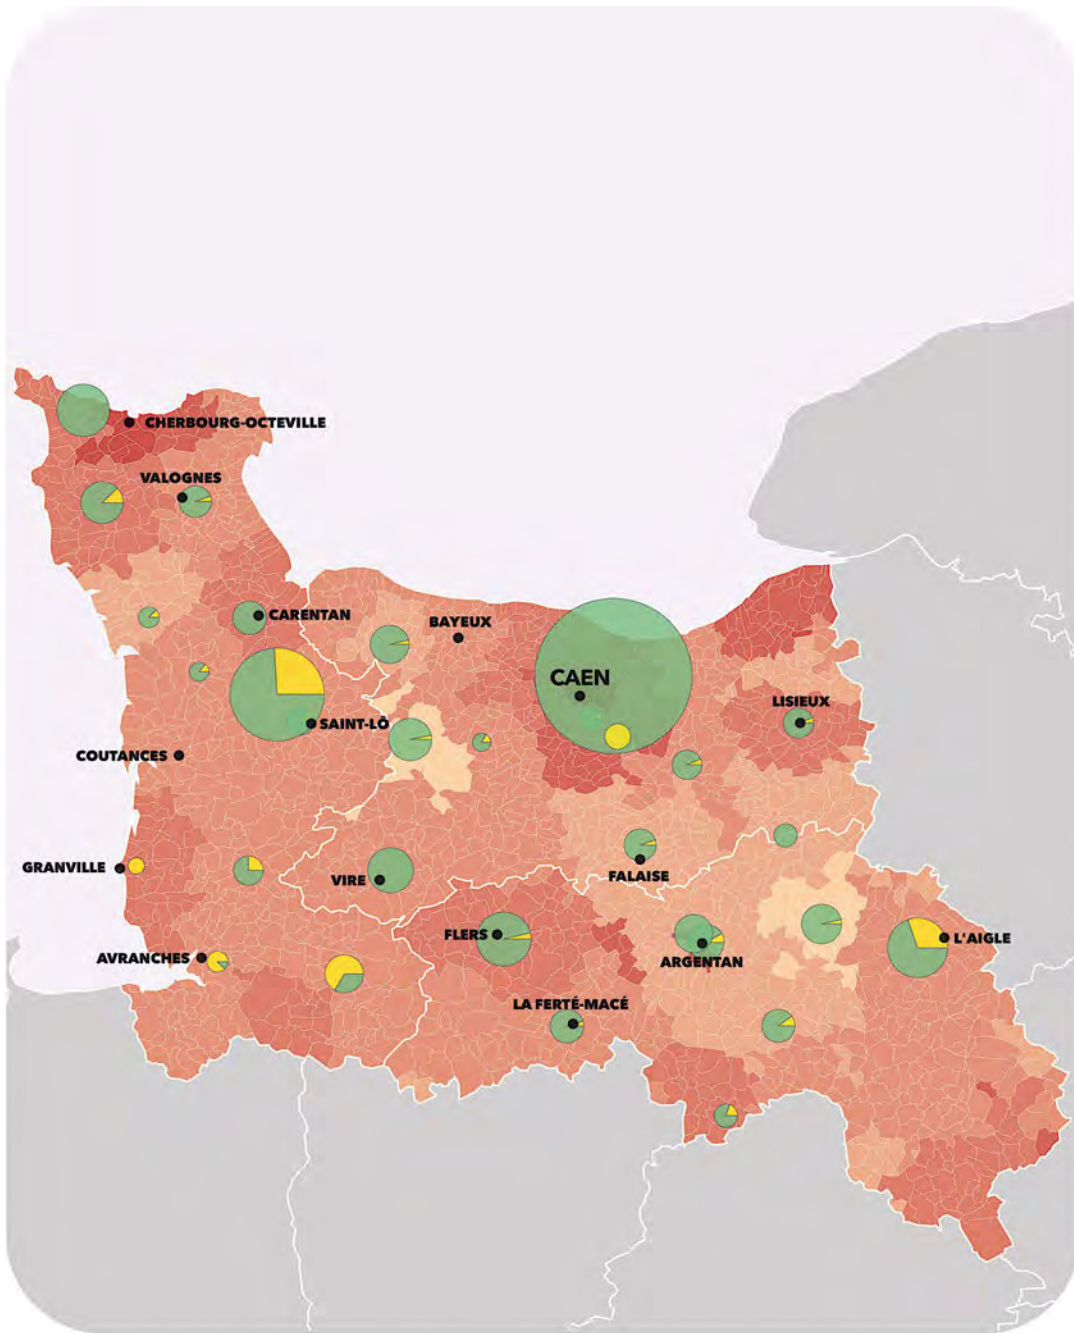 CHERBOURG-OCTEVILLE
VALOGNES
CARENTAN
BAYEUX
CAEN
LISIEUX
SAINT-LÔ
COUTANCES
GRANVILLE
VIRE
FALAISE
FLERS
L'AIGLE
AVRANCHES
ARGENTAN
LA FERTÉ-MACÉ